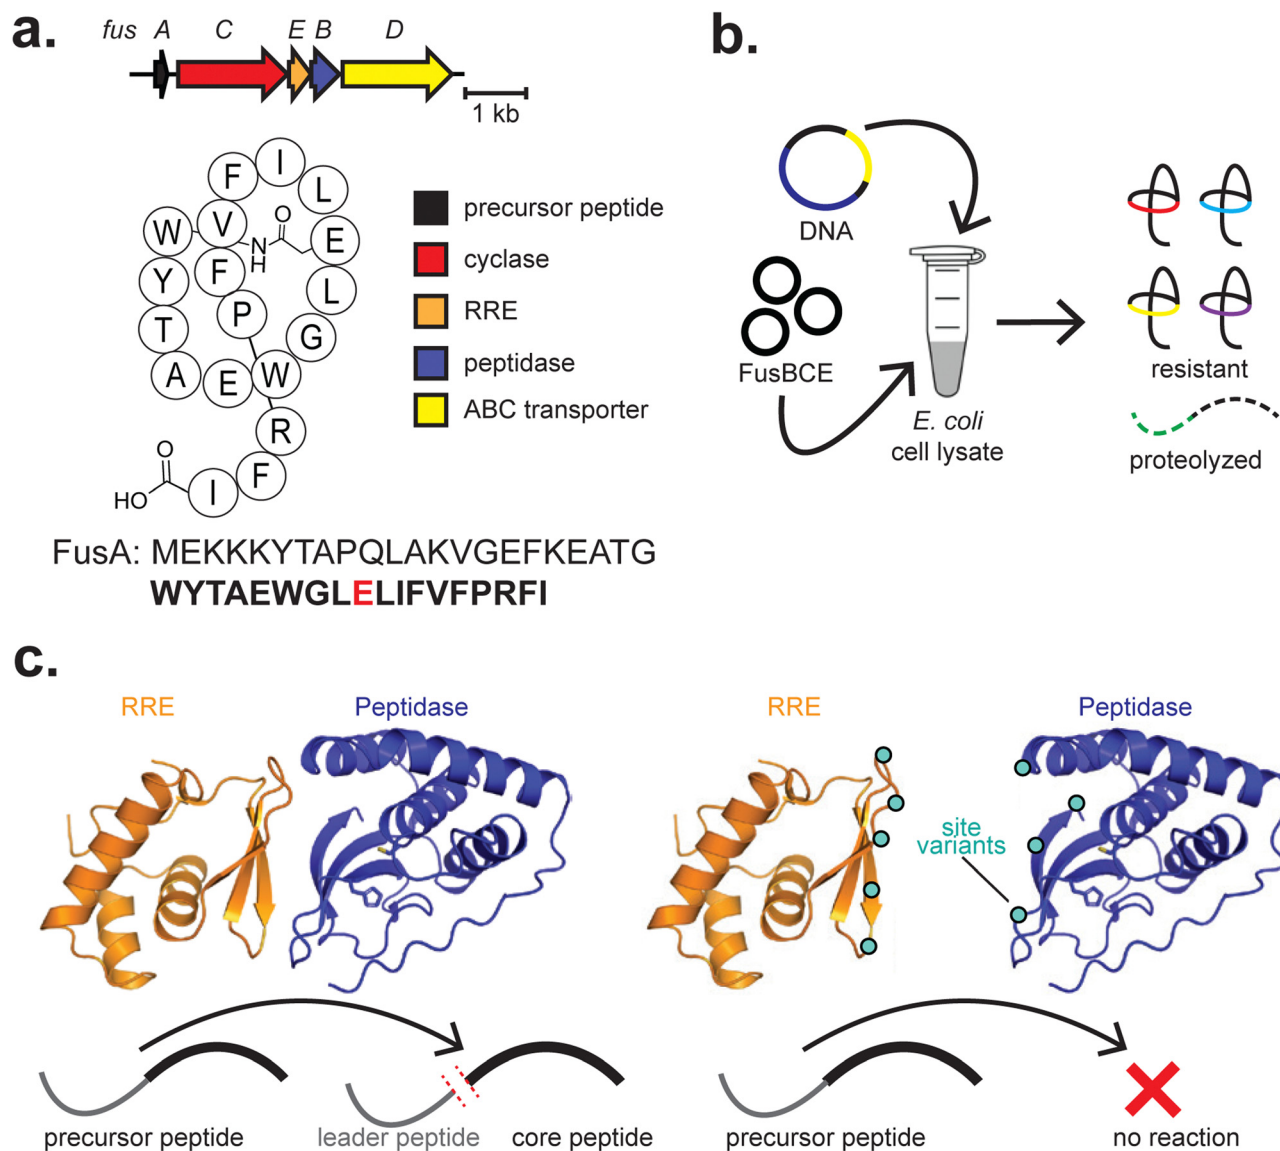 a.
fus A C E B D
1 kb
F I L
W V E
O
N
H
Y F L
T P G
A E W
R
O
HO I F
precursor peptide
cyclase
RRE
peptidase
ABC transporter
FusA: MEKKKYTAPQLAKVGEFKEATG
WYTAEWGLELIFVFPRFI
b.
DNA
FusBCE
E. coli
cell lysate
resistant
proteolyzed
c.
RRE
Peptidase
precursor peptide
leader peptide
core peptide
RRE
Peptidase
site
variants
precursor peptide
no reaction